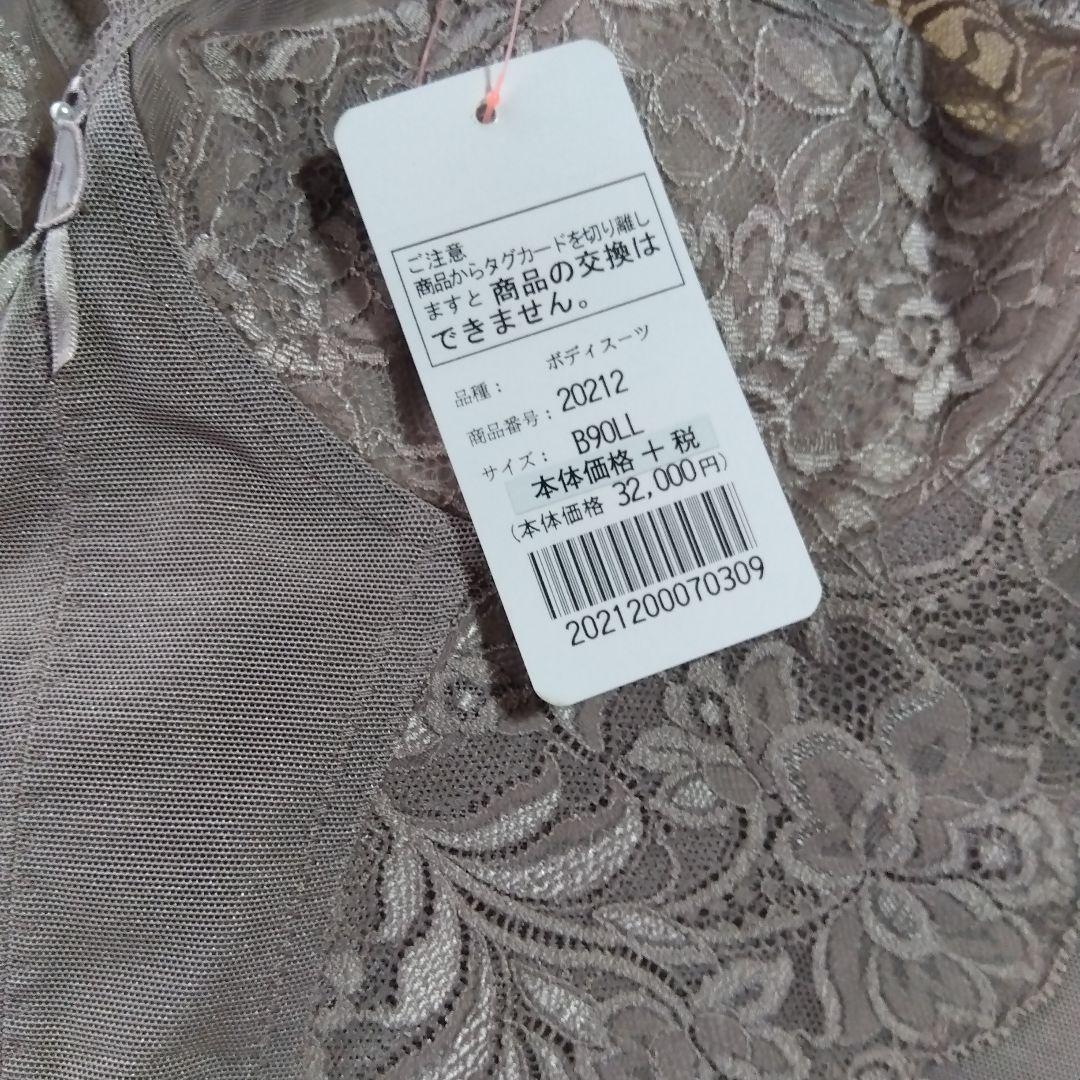 ご注意
商品からタグカードを切り離し
ますと商品の交換は
できません。
品種： ボディスーツ
商品番号：20212
サイズ： B90LL
本体価格＋税
（本体価格 32,000円）
2021200070309